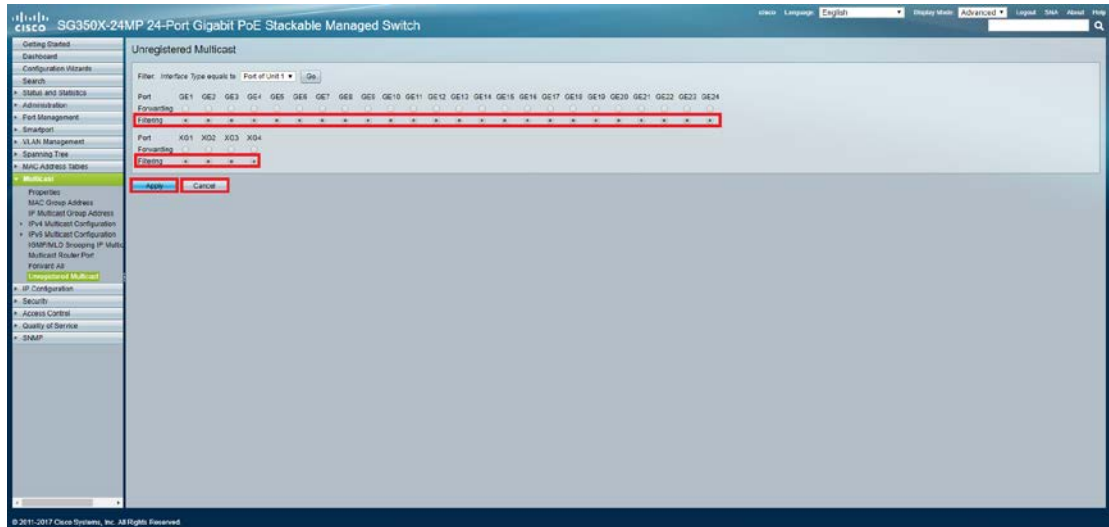 cisco SG350X-24MP 24-Port Gigabit PoE Stackable Managed Switch
cisco Language: English Display Mode: Advanced Logout SNA About Help
Getting Started
Dashboard
Configuration Wizards
Search
Status and Statistics
Administration
Port Management
Smartport
VLAN Management
Spanning Tree
MAC Address Tables
Multicast
Properties
MAC Group Address
IP Multicast Group Address
IPv4 Multicast Configuration
IPv6 Multicast Configuration
IGMP/MLD Snooping IP Multic
Multicast Router Port
Forward All
Unregistered Multicast
IP Configuration
Security
Access Control
Quality of Service
SNMP
Unregistered Multicast
Filter: Interface Type equals to Port of Unit 1 Go
Port GE1 GE2 GE3 GE4 GE5 GE6 GE7 GE8 GE9 GE10 GE11 GE12 GE13 GE14 GE15 GE16 GE17 GE18 GE19 GE20 GE21 GE22 GE23 GE24
Forwarding
Filtering
Port XG1 XG2 XG3 XG4
Forwarding
Filtering
Apply Cancel
© 2011-2017 Cisco Systems, Inc. All Rights Reserved.